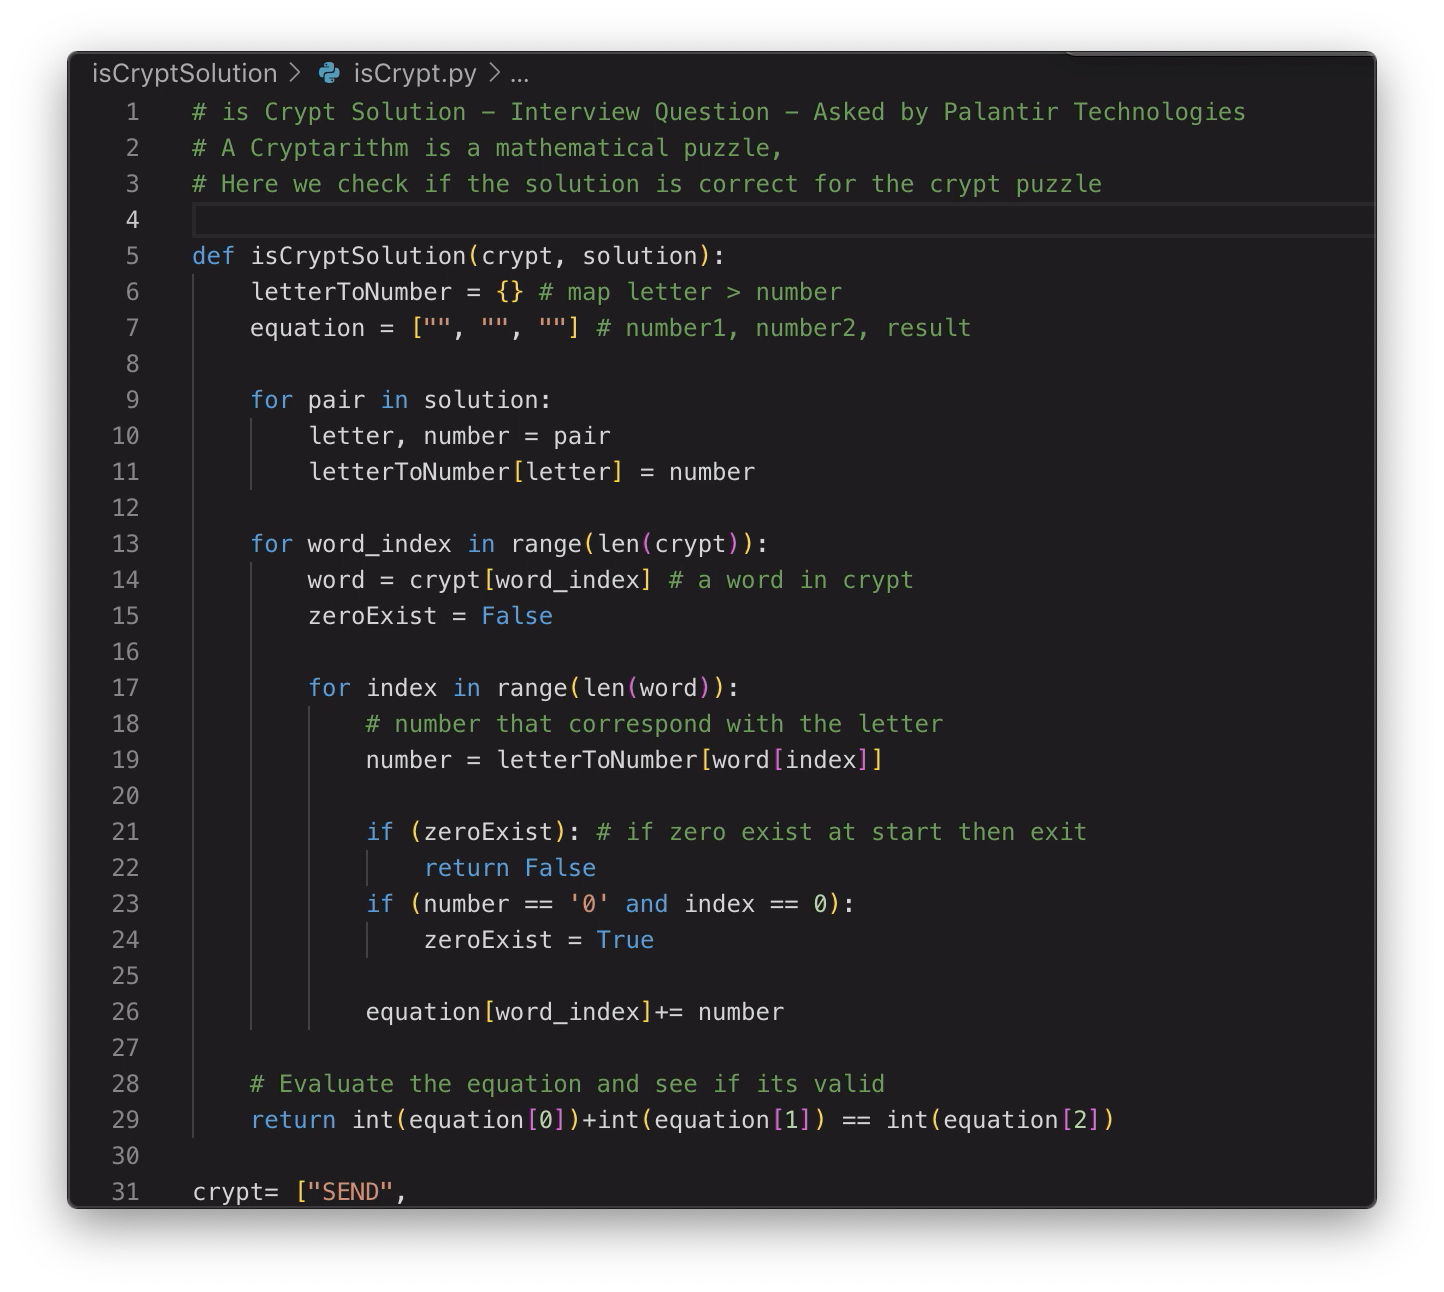 isCryptSolution > isCrypt.py > ...
1 # is Crypt Solution – Interview Question – Asked by Palantir Technologies
2 # A Cryptarithm is a mathematical puzzle,
3 # Here we check if the solution is correct for the crypt puzzle
4
5 def isCryptSolution(crypt, solution):
6     letterToNumber = {} # map letter > number
7     equation = ["", "", ""] # number1, number2, result
8
9     for pair in solution:
10         letter, number = pair
11         letterToNumber[letter] = number
12
13     for word_index in range(len(crypt)):
14         word = crypt[word_index] # a word in crypt
15         zeroExist = False
16
17         for index in range(len(word)):
18             # number that correspond with the letter
19             number = letterToNumber[word[index]]
20
21             if (zeroExist): # if zero exist at start then exit
22                 return False
23             if (number == '0' and index == 0):
24                 zeroExist = True
25
26             equation[word_index]+= number
27
28     # Evaluate the equation and see if its valid
29     return int(equation[0])+int(equation[1]) == int(equation[2])
30
31 crypt= ["SEND",